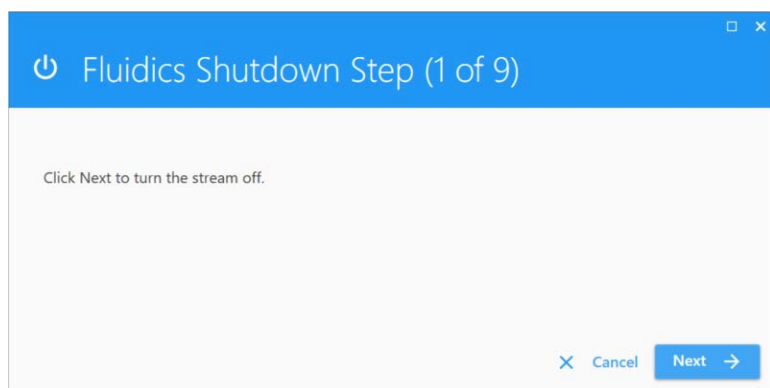 Fluidics Shutdown Step (1 of 9)
Click Next to turn the stream off.
Cancel
Next